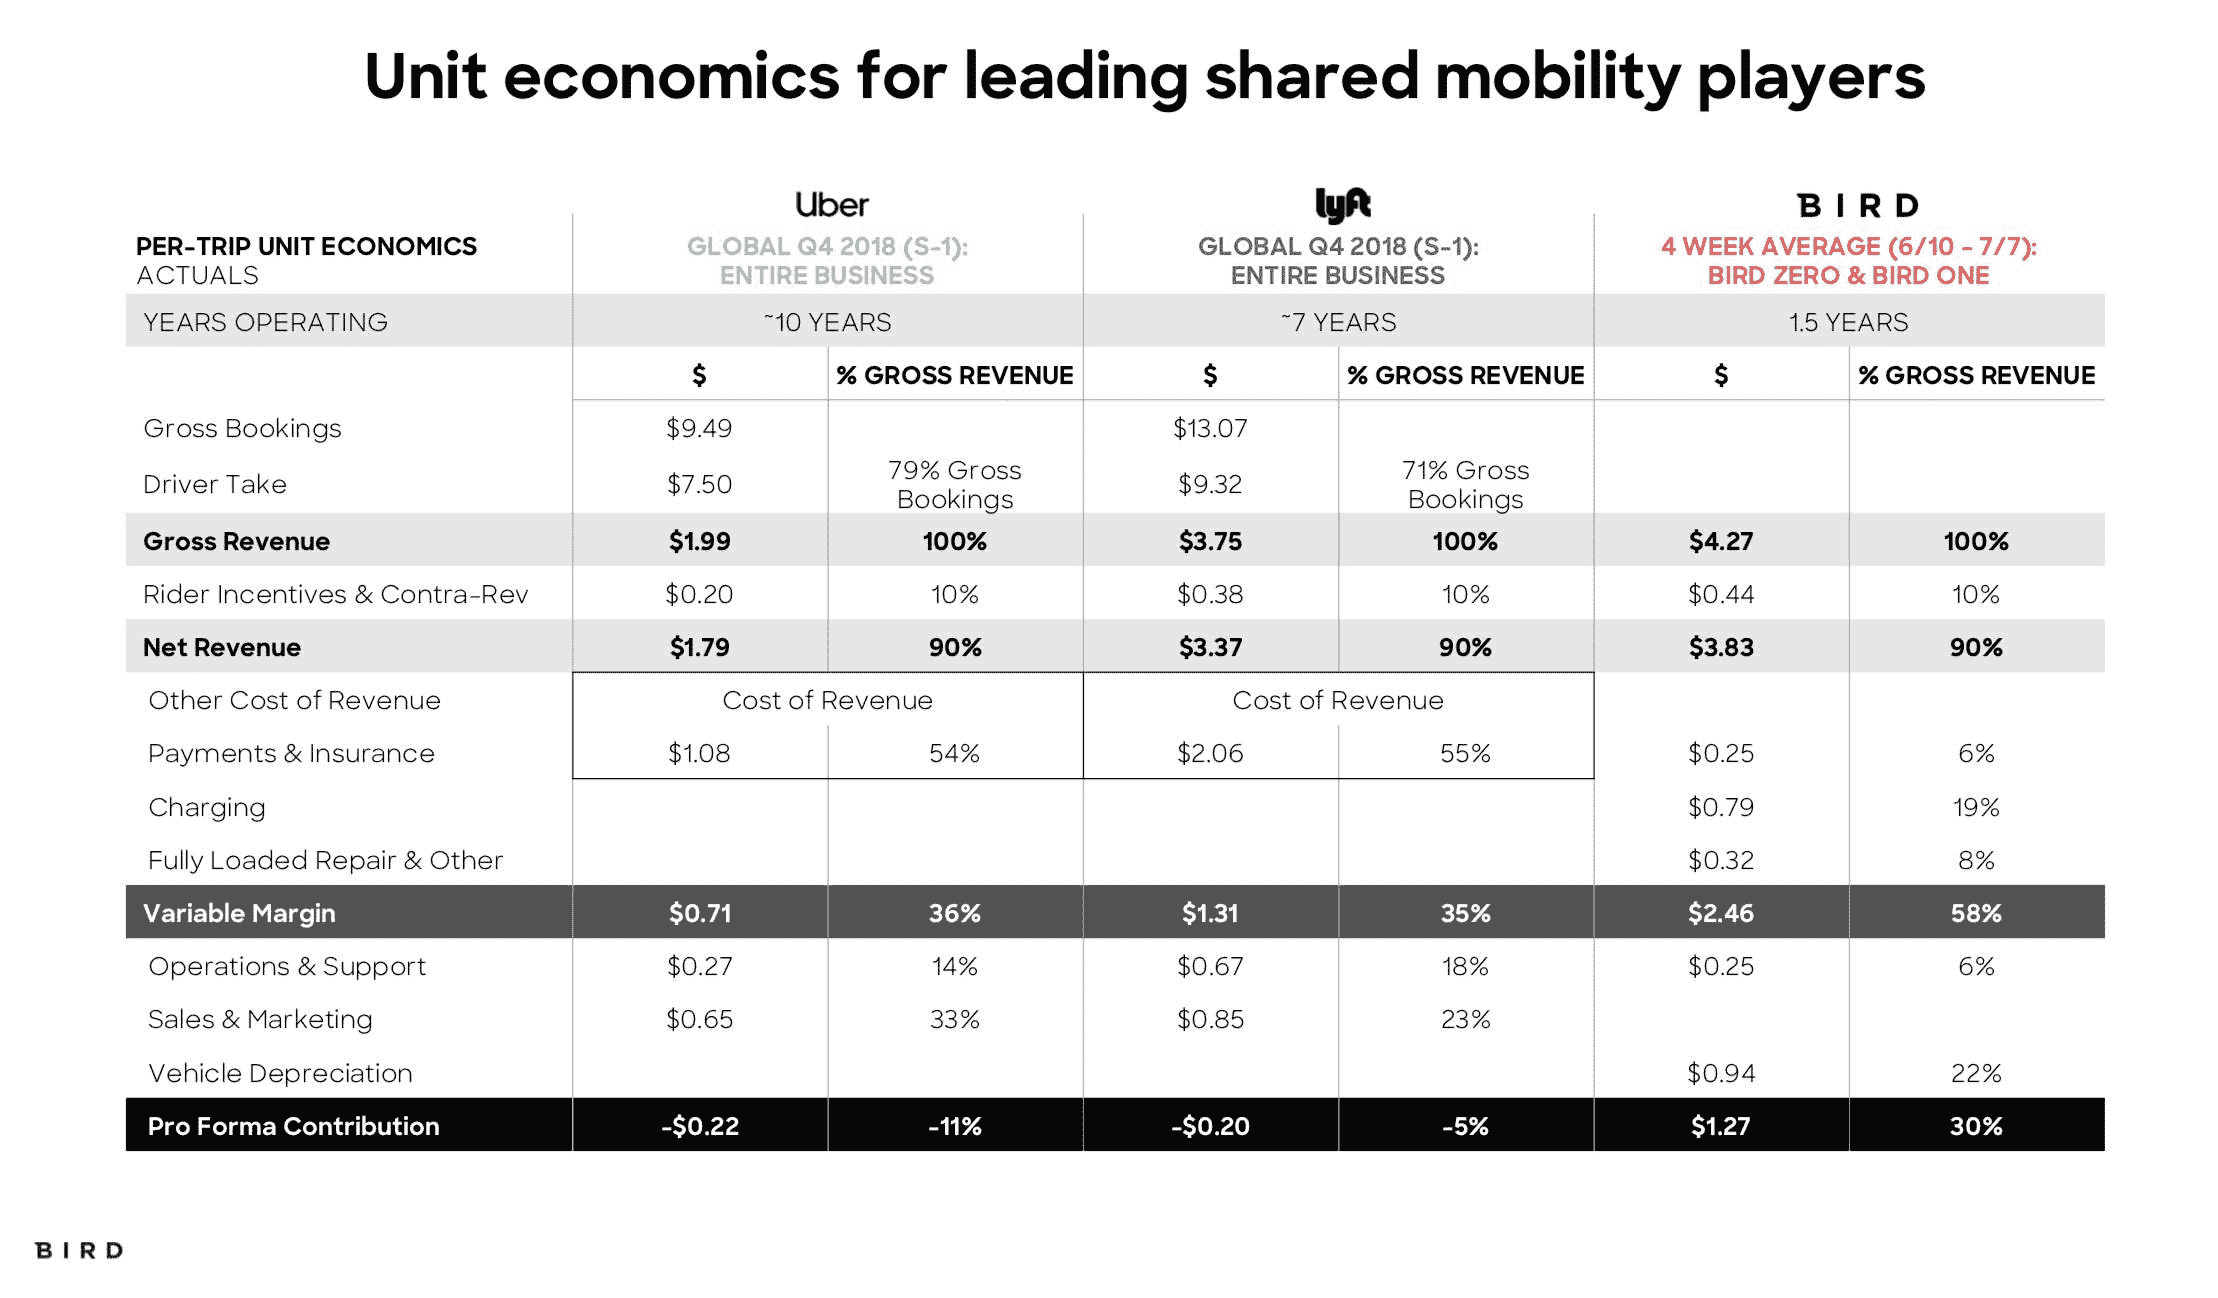 Unit economics for leading shared mobility players
Uber
lyft
BIRD
PER-TRIP UNIT ECONOMICS
ACTUALS
GLOBAL Q4 2018 (S-1):
ENTIRE BUSINESS
GLOBAL Q4 2018 (S-1):
ENTIRE BUSINESS
4 WEEK AVERAGE (6/10 - 7/7):
BIRD ZERO & BIRD ONE
YEARS OPERATING ~10 YEARS ~7 YEARS 1.5 YEARS
$ % GROSS REVENUE $ % GROSS REVENUE $ % GROSS REVENUE
Gross Bookings $9.49 $13.07
Driver Take $7.50 79% Gross
Bookings
$9.32 71% Gross
Bookings
Gross Revenue $1.99 100% $3.75 100% $4.27 100%
Rider Incentives & Contra-Rev $0.20 10% $0.38 10% $0.44 10%
Net Revenue $1.79 90% $3.37 90% $3.83 90%
Other Cost of Revenue Cost of Revenue Cost of Revenue
Payments & Insurance $1.08 54% $2.06 55% $0.25 6%
Charging $0.79 19%
Fully Loaded Repair & Other $0.32 8%
Variable Margin $0.71 36% $1.31 35% $2.46 58%
Operations & Support $0.27 14% $0.67 18% $0.25 6%
Sales & Marketing $0.65 33% $0.85 23%
Vehicle Depreciation $0.94 22%
Pro Forma Contribution -$0.22 -11% -$0.20 -5% $1.27 30%
BIRD